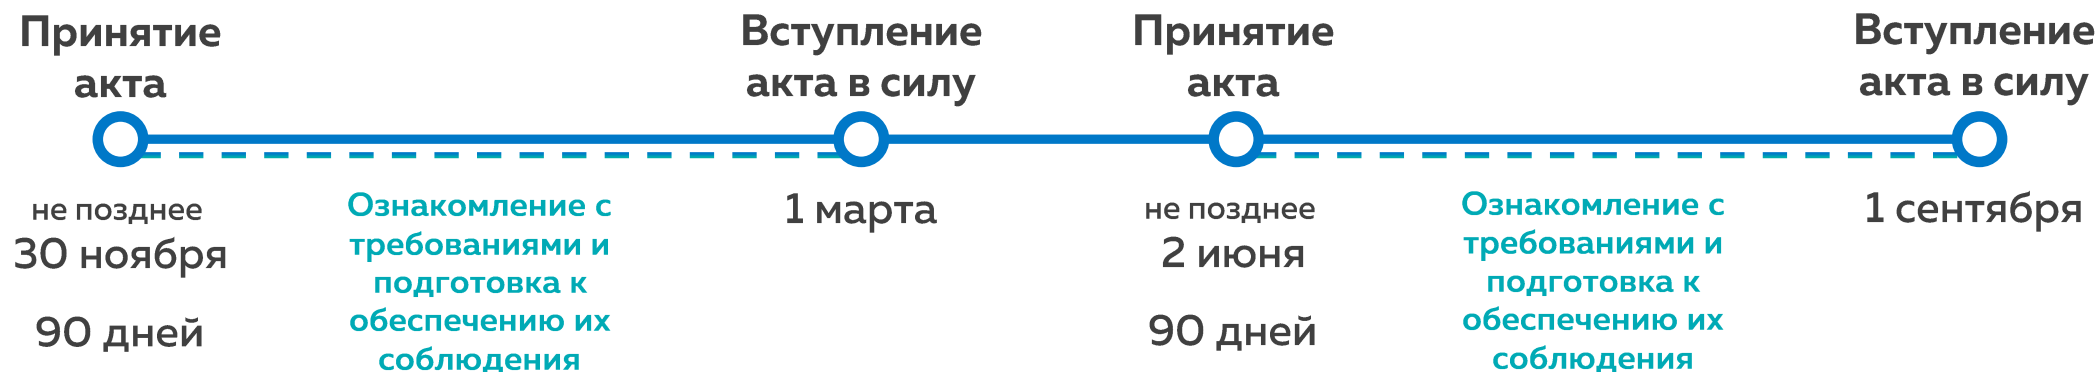 Принятие
акта
не позднее
30 ноября
90 дней
Ознакомление с
требованиями и
подготовка к
обеспечению их
соблюдения
Вступление
акта в силу
1 марта
Принятие
акта
не позднее
2 июня
90 дней
Ознакомление с
требованиями и
подготовка к
обеспечению их
соблюдения
Вступление
акта в силу
1 сентября